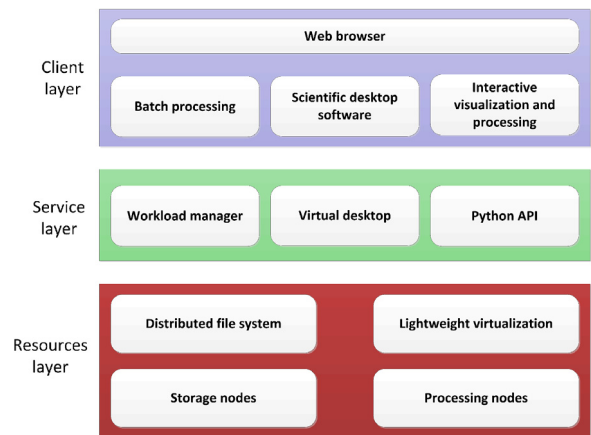 Web browser
Client
layer
Batch processing
Scientific desktop
software
Interactive
visualization and
processing
Service
layer
Workload manager
Virtual desktop
Python API
Resources
layer
Distributed file system
Lightweight virtualization
Storage nodes
Processing nodes